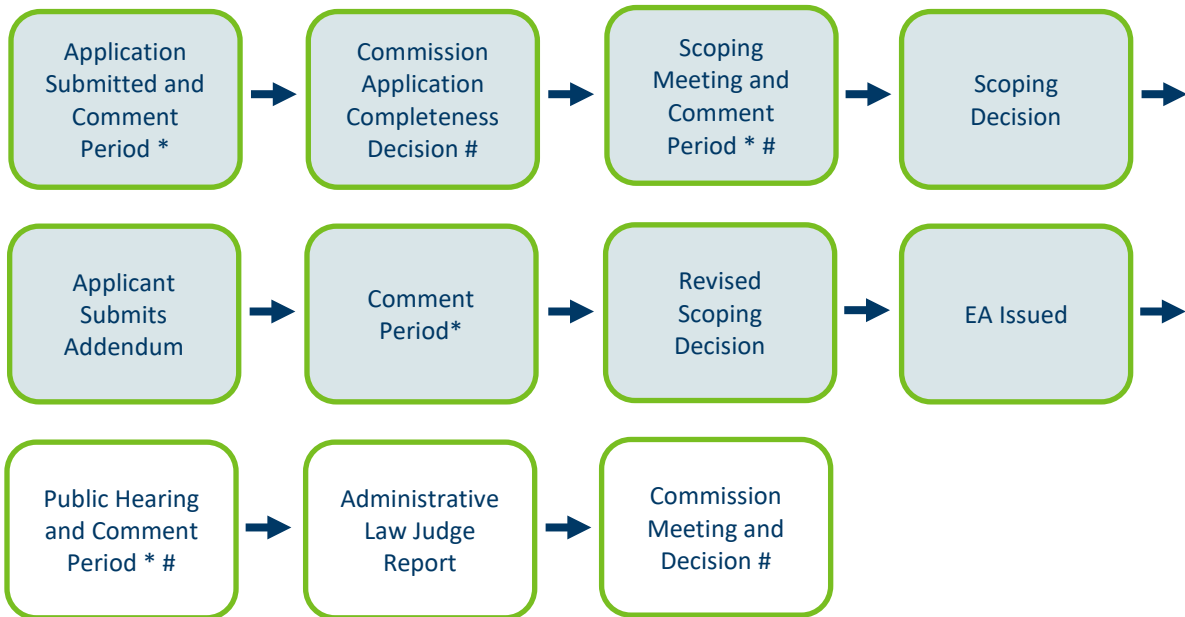 Application
Submitted and
Comment
Period *
Commission
Application
Completeness
Decision #
Scoping
Meeting and
Comment
Period * #
Scoping
Decision
Applicant
Submits
Addendum
Comment
Period*
Revised
Scoping
Decision
EA Issued
Public Hearing
and Comment
Period * #
Administrative
Law Judge
Report
Commission
Meeting and
Decision #